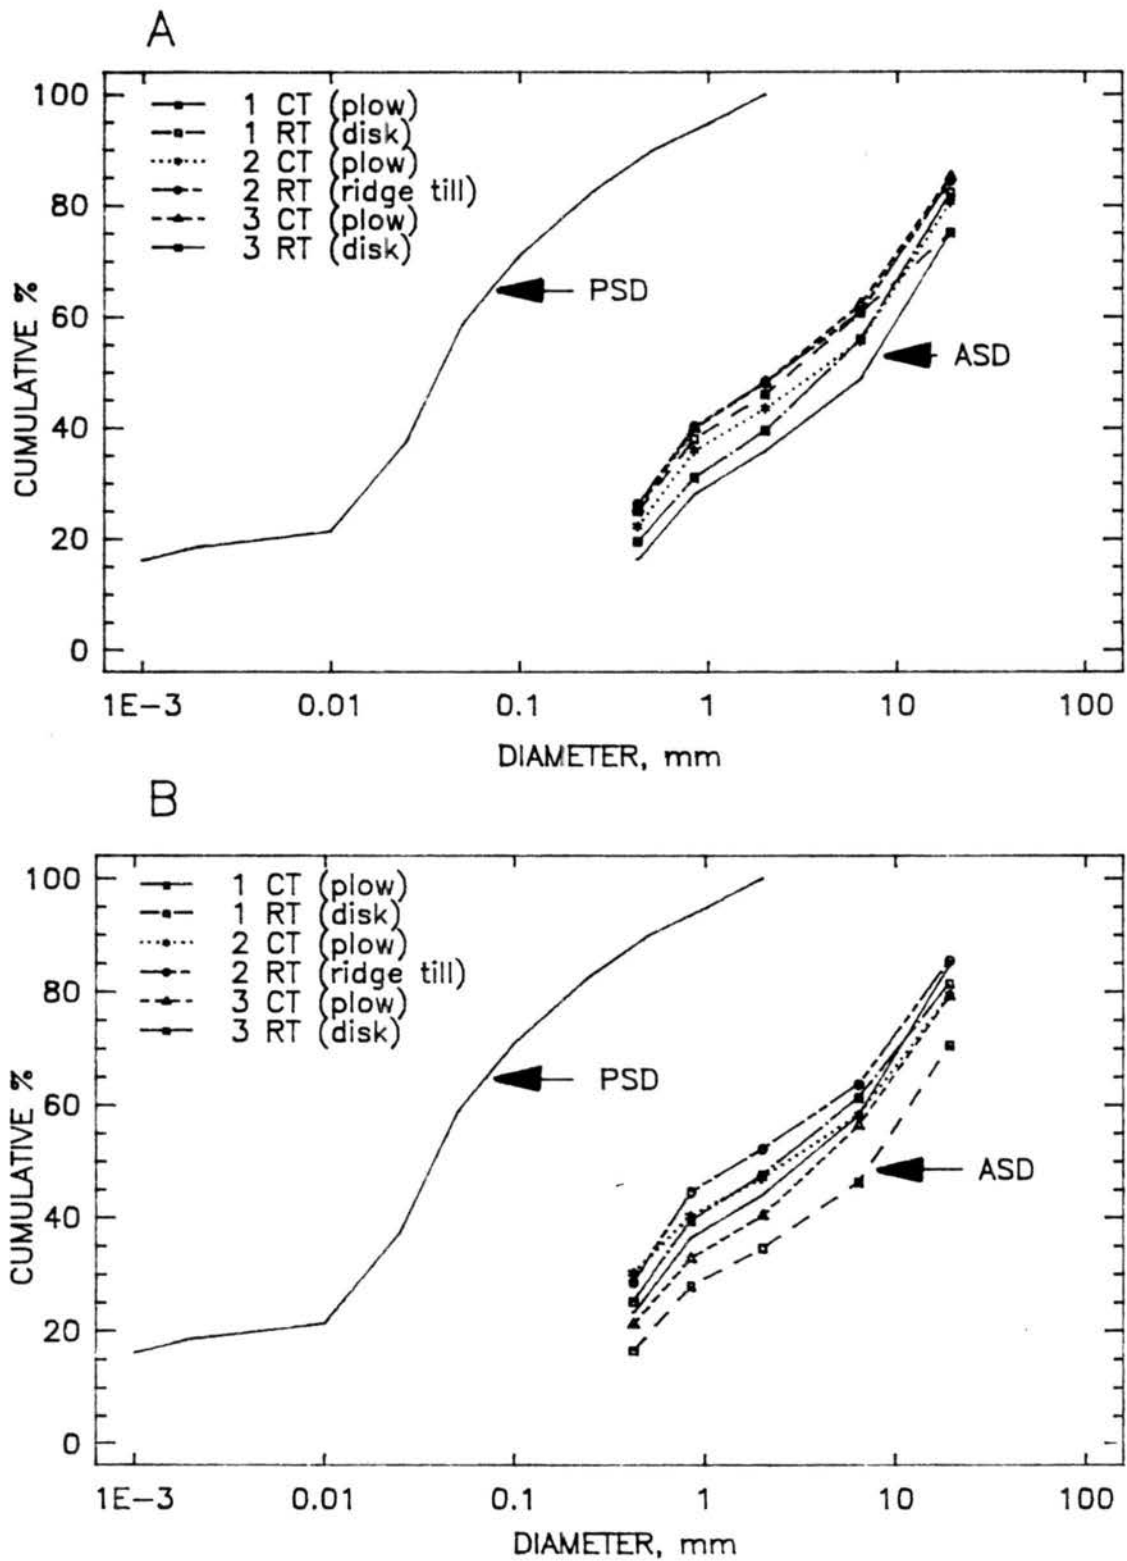 A
100
80
60
40
20
0
CUMULATIVE %
1 CT (plow)
1 RT (disk)
2 CT (plow)
2 RT (ridge till)
3 CT (plow)
3 RT (disk)
PSD
ASD
1E-3 0.01 0.1 1 10 100
DIAMETER, mm
B
100
80
60
40
20
0
CUMULATIVE %
1 CT (plow)
1 RT (disk)
2 CT (plow)
2 RT (ridge till)
3 CT (plow)
3 RT (disk)
PSD
ASD
1E-3 0.01 0.1 1 10 100
DIAMETER, mm